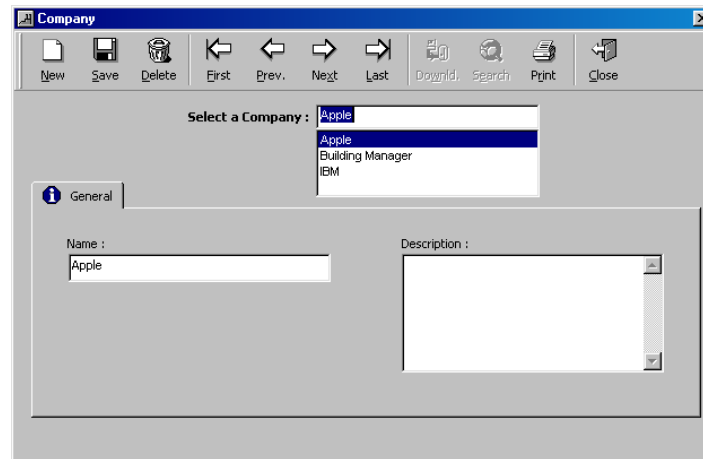 Company
New Save Delete First Prev. Next Last Downld. Search Print Close
Select a Company : Apple
Apple
Building Manager
IBM
General
Name : Description :
Apple